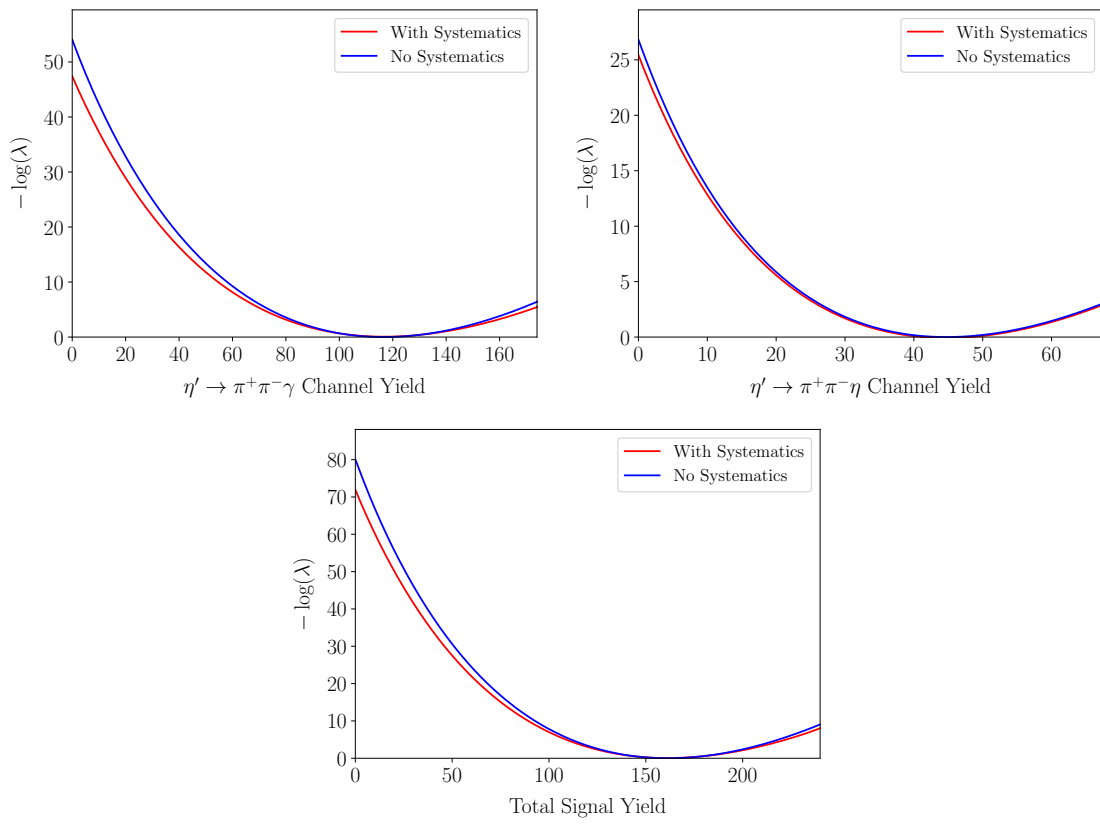 50
40
30
20
10
0
− log(λ)
0 20 40 60 80 100 120 140 160
η′ → π⁺π⁻γ Channel Yield
With Systematics
No Systematics
25
20
15
10
5
0
− log(λ)
0 10 20 30 40 50 60
η′ → π⁺π⁻η Channel Yield
With Systematics
No Systematics
80
70
60
50
40
30
20
10
0
− log(λ)
0 50 100 150 200
Total Signal Yield
With Systematics
No Systematics